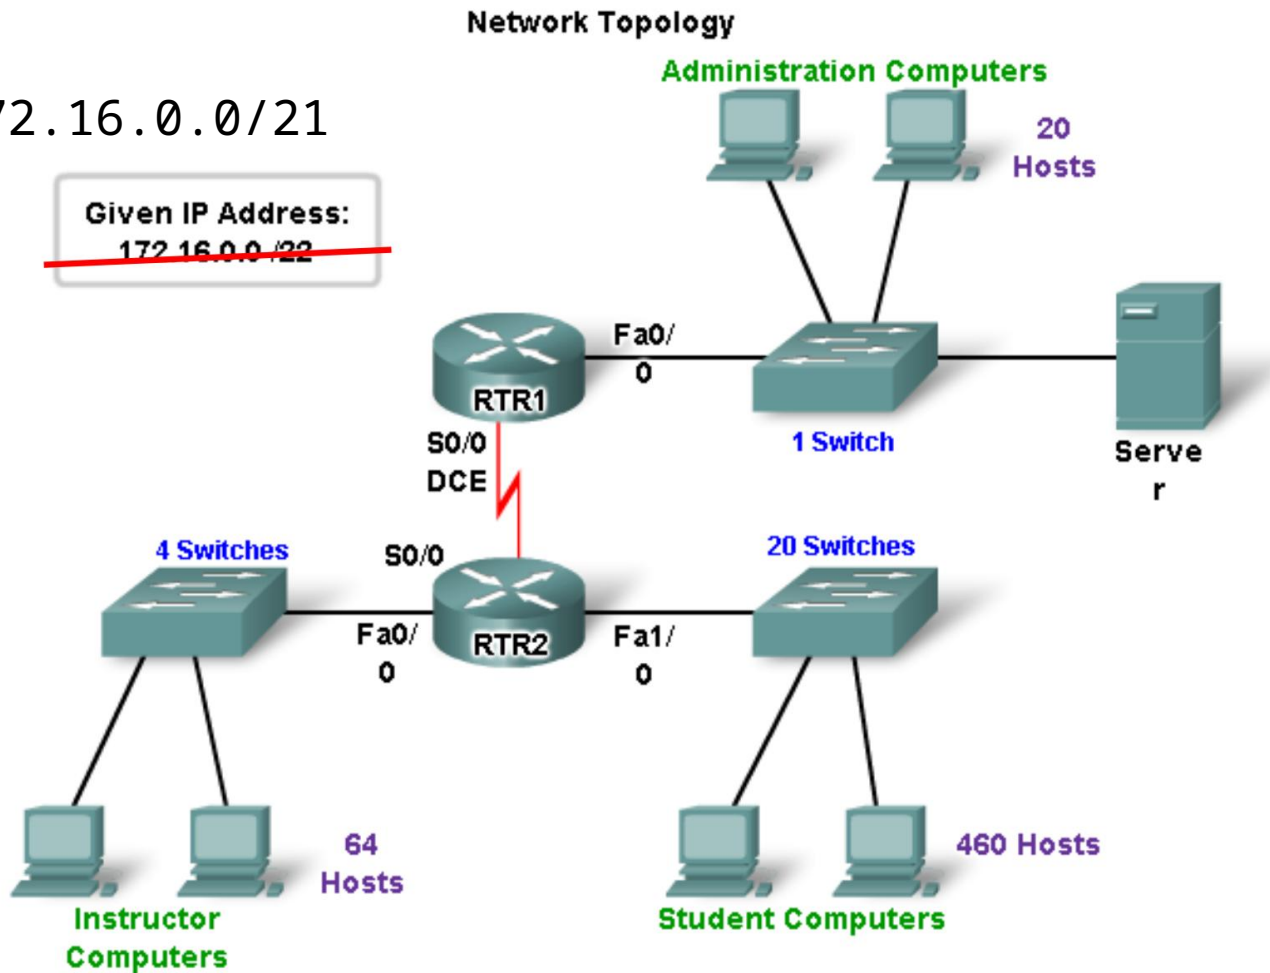 Network Topology
Administration Computers
72.16.0.0/21
20
Hosts
Given IP Address:
172.16.0.0 /22
Fa0/
0
RTR1
S0/0
DCE
1 Switch
Serve
r
4 Switches
S0/0
20 Switches
Fa0/
0
RTR2
Fa1/
0
64
Hosts
460 Hosts
Instructor
Computers
Student Computers